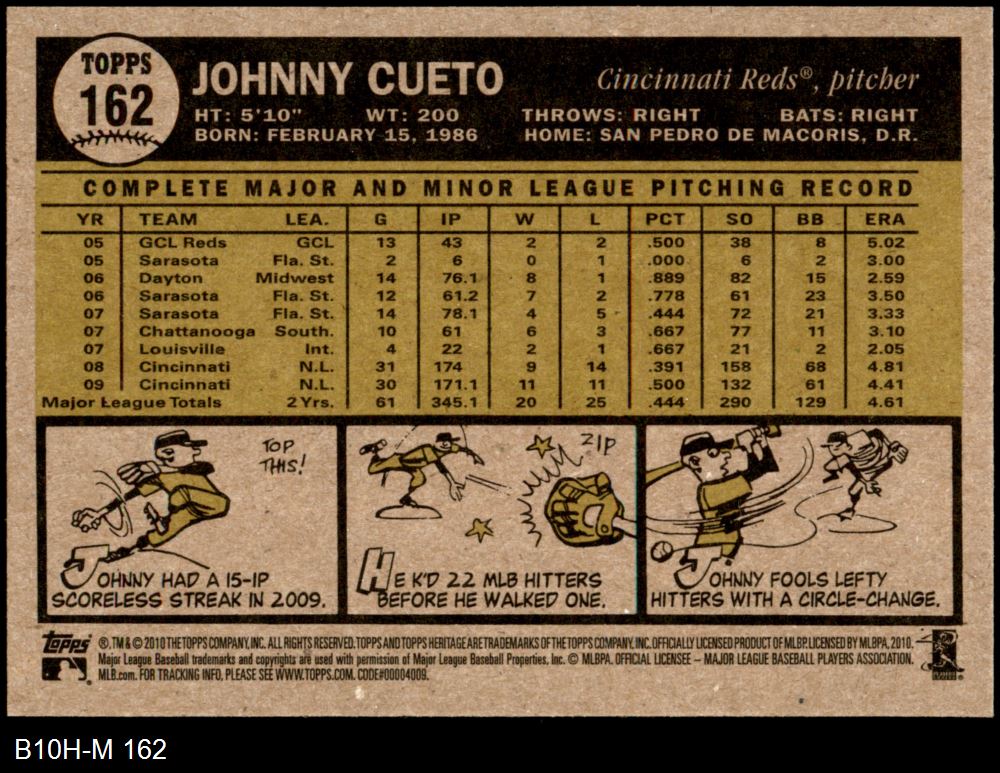 TOPPS
162
JOHNNY CUETO
Cincinnati Reds®, pitcher
HT: 5'10" WT: 200 THROWS: RIGHT BATS: RIGHT
BORN: FEBRUARY 15, 1986 HOME: SAN PEDRO DE MACORIS, D.R.
COMPLETE MAJOR AND MINOR LEAGUE PITCHING RECORD
YR TEAM LEA. G IP W L PCT SO BB ERA
05 GCL Reds GCL 13 43 2 2 .500 38 8 5.02
05 Sarasota Fla. St. 2 6 0 1 .000 6 2 3.00
06 Dayton Midwest 14 76.1 8 1 .889 82 15 2.59
06 Sarasota Fla. St. 12 61.2 7 2 .778 61 23 3.50
07 Sarasota Fla. St. 14 78.1 4 5 .444 72 21 3.33
07 Chattanooga South. 10 61 6 3 .667 77 11 3.10
07 Louisville Int. 4 22 2 1 .667 21 2 2.05
08 Cincinnati N.L. 31 174 9 14 .391 158 68 4.81
09 Cincinnati N.L. 30 171.1 11 11 .500 132 61 4.41
Major League Totals 2 Yrs. 61 345.1 20 25 .444 290 129 4.61
TOP
THIS!
JOHNNY HAD A 15-IP
SCORELESS STREAK IN 2009.
ZIP
HE K'D 22 MLB HITTERS
BEFORE HE WALKED ONE.
JOHNNY FOOLS LEFTY
HITTERS WITH A CIRCLE-CHANGE.
Topps ®, TM & © 2010 THE TOPPS COMPANY, INC. ALL RIGHTS RESERVED. TOPPS AND TOPPS HERITAGE ARE TRADEMARKS OF THE TOPPS COMPANY, INC. OFFICIALLY LICENSED PRODUCT OF MLBP. LICENSED BY MLBPA, 2010.
Major League Baseball trademarks and copyrights are used with permission of Major League Baseball Properties, Inc. © MLBPA. OFFICIAL LICENSEE – MAJOR LEAGUE BASEBALL PLAYERS ASSOCIATION.
MLB.com. FOR TRACKING INFO, PLEASE SEE WWW.TOPPS.COM. CODE#00004009.
B10H-M 162